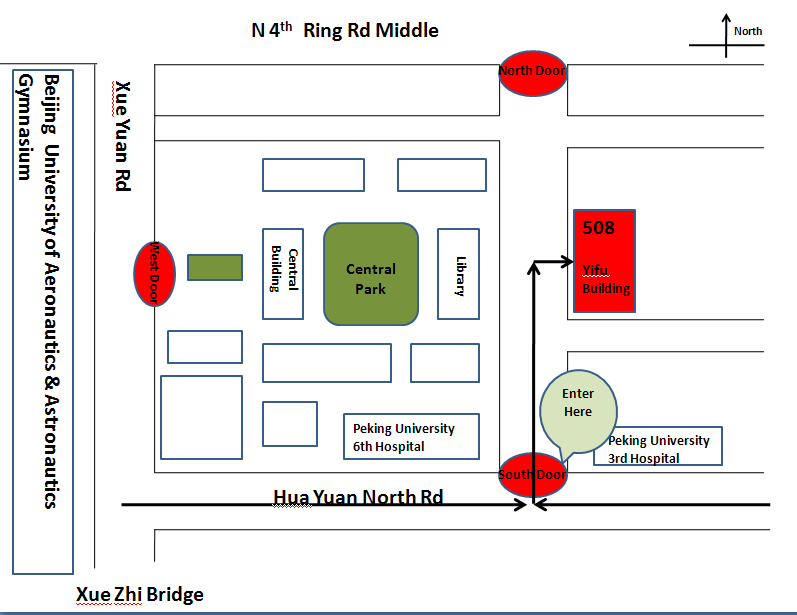 N 4th Ring Rd Middle
North
North Door
Xue Yuan Rd
Beijing University of Aeronautics & Astronautics
Gymnasium
West Door
Central
Building
Central
Park
Library
508
Yifu
Building
Enter
Here
Peking University
6th Hospital
Peking University
3rd Hospital
South Door
Hua Yuan North Rd
Xue Zhi Bridge